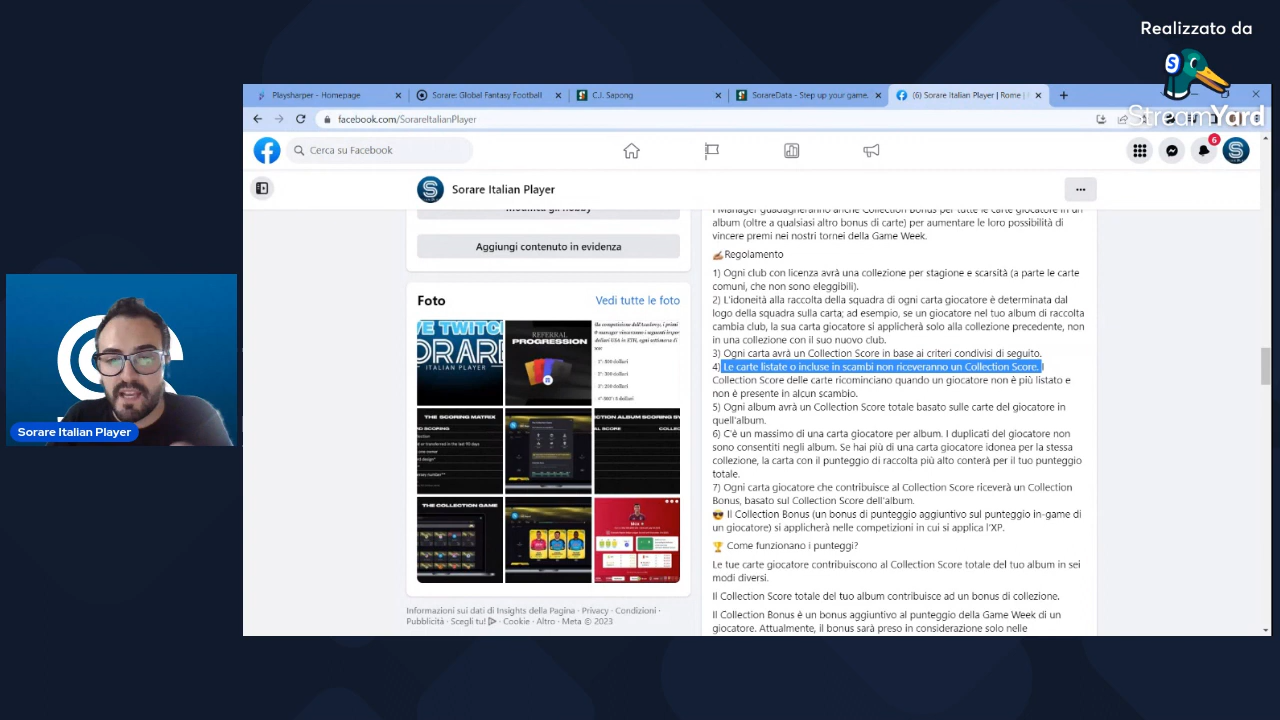 Realizzato da
StreamYard
Playsharper - Homepage
Sorare: Global Fantasy Football
C.I. Sapong
SorareData - Step up your game.
(6) Sorare Italian Player | Rome |
facebook.com/SorareItalianPlayer
Cerca su Facebook
6
Sorare Italian Player
Modifica gli hobby
Aggiungi contenuto in evidenza
Foto
Vedi tutte le foto
VE TWITCH
ORARE
ITALIAN PLAYER
REFERRAL
PROGRESSION
THE SCORING MATRIX
CTION ALBUM SCORING SY
THE COLLECTION GAME
Informazioni sui dati di Insights della Pagina · Privacy · Condizioni ·
Pubblicità · Scegli tu! · Cookie · Altro · Meta © 2023
I Manager guadagneranno anche Collection Bonus per tutte le carte giocatore in un
album (oltre a qualsiasi altro bonus di carte) per aumentare le loro possibilità di
vincere premi nei nostri tornei della Game Week.
✍Regolamento
1) Ogni club con licenza avrà una collezione per stagione e scarsità (a parte le carte
comuni, che non sono eleggibili).
2) L'idoneità alla raccolta della squadra di ogni carta giocatore è determinata dal
logo della squadra sulla carta; ad esempio, se un giocatore nel tuo album di raccolta
cambia club, la sua carta giocatore si applicherà solo alla collezione precedente, non
in una collezione con il suo nuovo club.
3) Ogni carta avrà un Collection Score in base ai criteri condivisi di seguito.
4) Le carte listate o incluse in scambi non riceveranno un Collection Score. I
Collection Score delle carte ricominciano quando un giocatore non è più listato e
non è presente in alcun scambio.
5) Ogni album avrà un Collection Score totale basato sulle carte del giocatore in
quell'album.
6) C'è un massimo di una carta giocatore per album. I duplicati del giocatore non
sono consentiti negli album. Se hai più di una carta giocatore idonea per la stessa
collezione, la carta con il punteggio di raccolta più alto conterà per il tuo punteggio
totale.
7) Ogni carta giocatore che contribuisce al Collection Score riceverà un Collection
Bonus, basato sul Collection Score dell'album.
😎 Il Collection Bonus (un bonus di punteggio aggiuntivo sul punteggio in-game di
un giocatore) si applicherà nelle competizioni in cui si applica l'XP.
🏆 Come funzionano i punteggi?
Le tue carte giocatore contribuiscono al Collection Score totale del tuo album in sei
modi diversi.
Il Collection Score totale del tuo album contribuisce ad un bonus di collezione.
Il Collection Bonus è un bonus aggiuntivo al punteggio della Game Week di un
giocatore. Attualmente, il bonus sarà preso in considerazione solo nelle
Sorare Italian Player